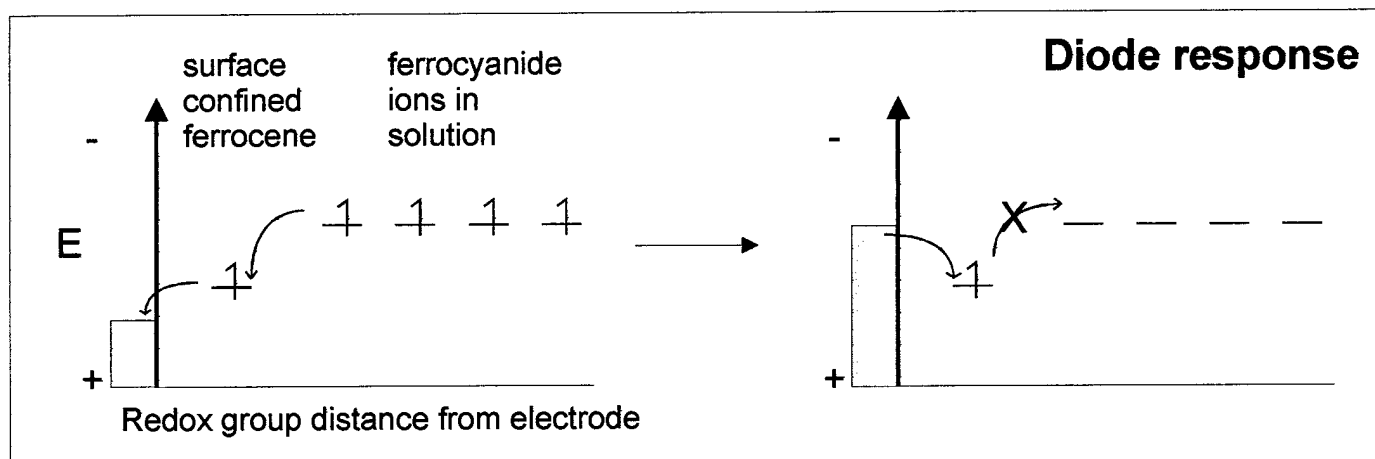 Diode response
surface
confined
ferrocene
ferrocyanide
ions in
solution
-
E
+
Redox group distance from electrode
-
X
+